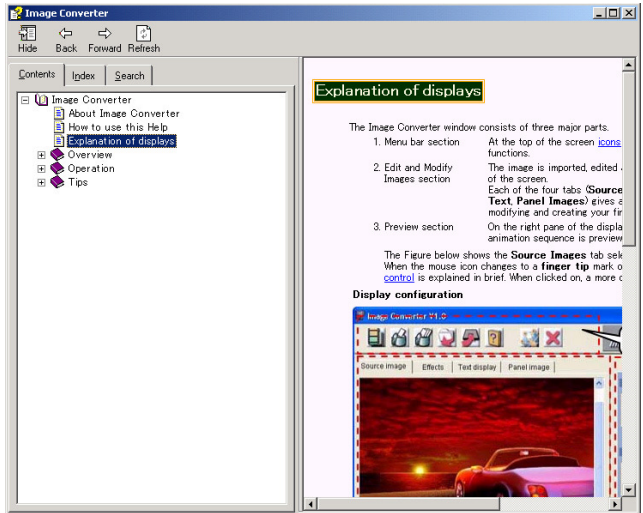 Image Converter
Hide Back Forward Refresh
Contents Index Search
Image Converter
About Image Converter
How to use this Help
Explanation of displays
Overview
Operation
Tips
Explanation of displays
The Image Converter window consists of three major parts.
1. Menu bar section At the top of the screen icons
functions.
2. Edit and Modify The image is imported, edited
Images section of the screen.
Each of the four tabs (Source
Text, Panel Images) gives a
modifying and creating your fir
3. Preview section On the right pane of the displa
animation sequence is preview
The Figure below shows the Source Images tab sele
When the mouse icon changes to a finger tip mark o
control is explained in brief. When clicked on, a more d
Display configuration
Image Converter V1.0
Source image Effects Text display Panel image